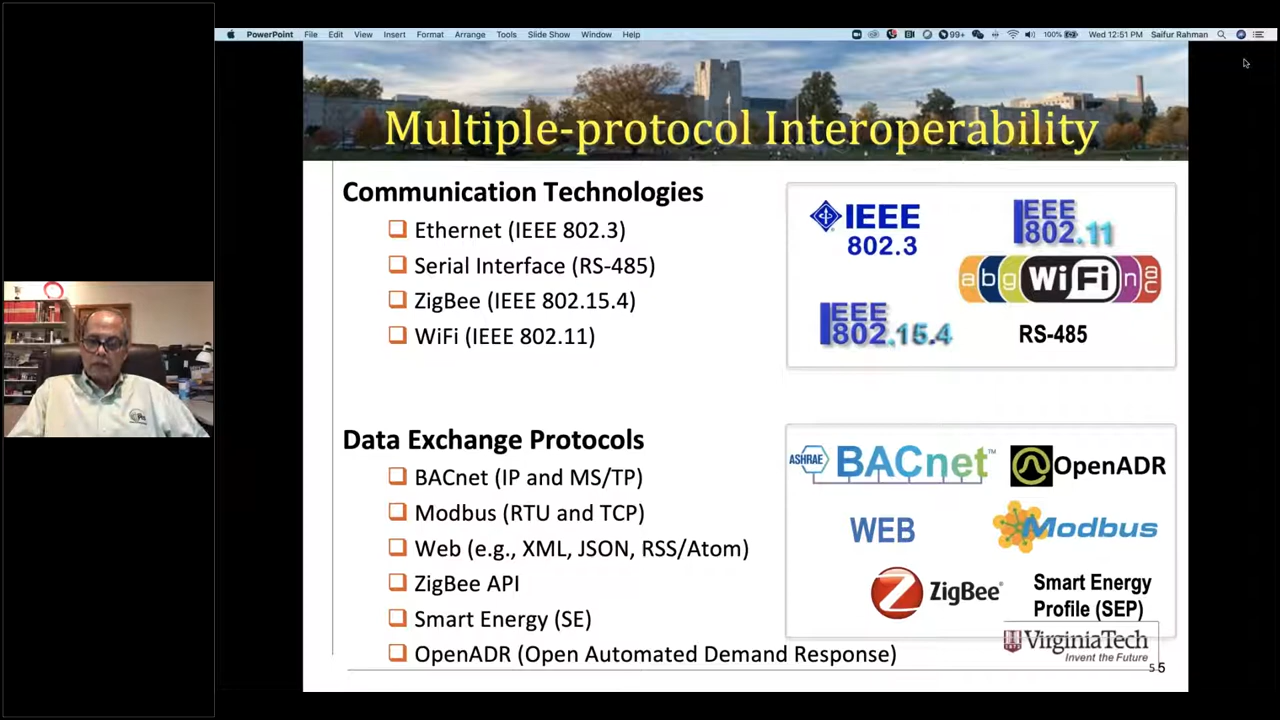 PowerPoint File Edit View Insert Format Arrange Tools Slide Show Window Help 99+ 100% Wed 12:51 PM Saifur Rahman
Multiple-protocol Interoperability
Communication Technologies
Ethernet (IEEE 802.3)
Serial Interface (RS-485)
ZigBee (IEEE 802.15.4)
WiFi (IEEE 802.11)
IEEE
802.3
IEEE
802.11
a b g WiFi n ac
IEEE
802.15.4
RS-485
Data Exchange Protocols
BACnet (IP and MS/TP)
Modbus (RTU and TCP)
Web (e.g., XML, JSON, RSS/Atom)
ZigBee API
Smart Energy (SE)
OpenADR (Open Automated Demand Response)
ASHRAE BACnet™
OpenADR
WEB
Modbus
ZigBee®
Smart Energy
Profile (SEP)
VirginiaTech
Invent the Future
5 5